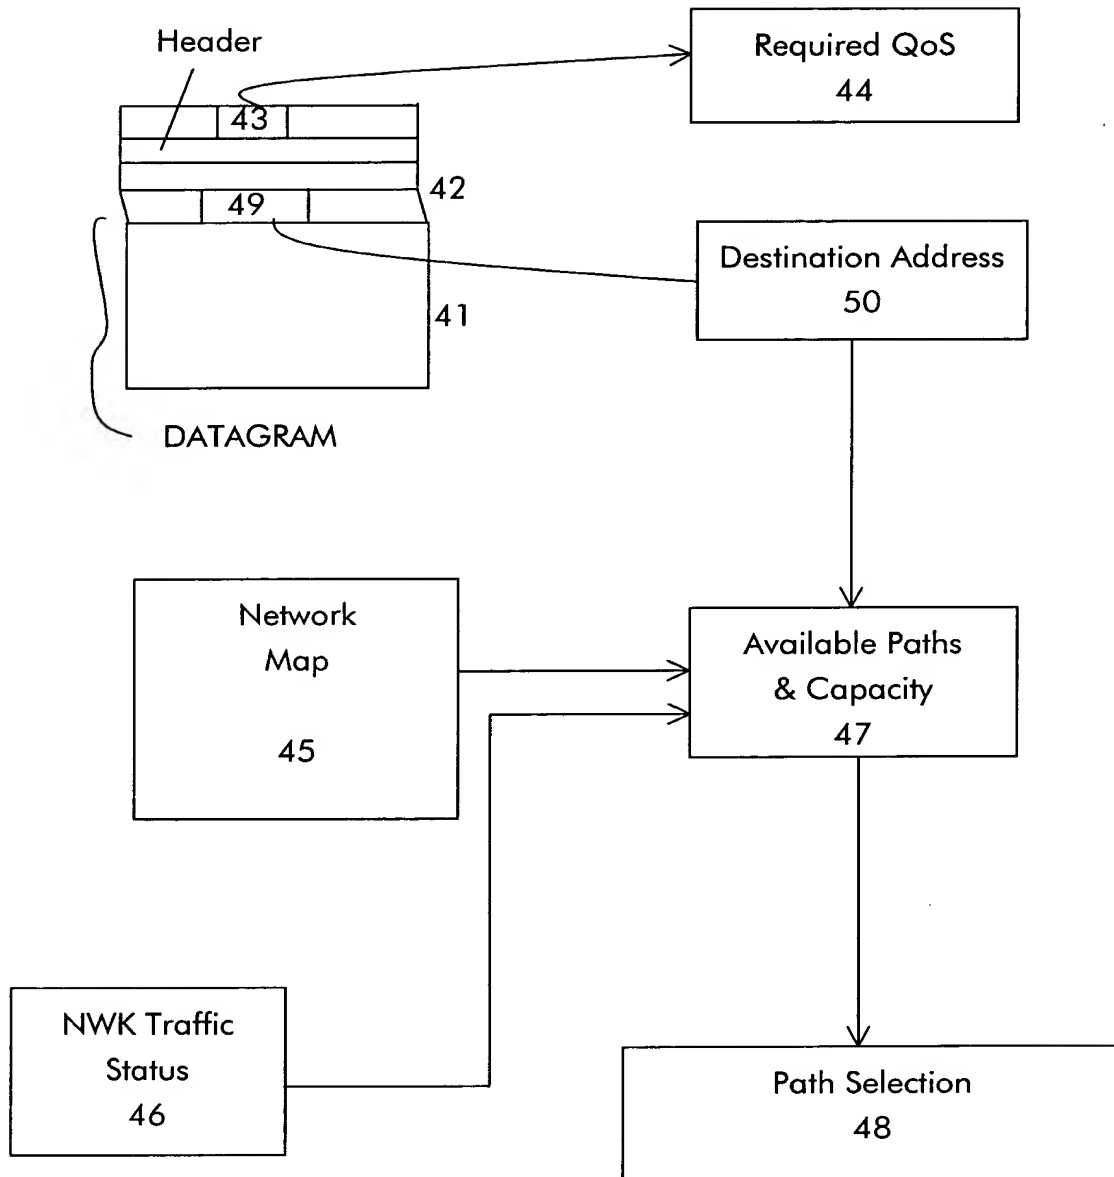 Header
43
42
49
41
DATAGRAM
Required QoS
44
Destination Address
50
Network
Map
45
Available Paths
& Capacity
47
NWK Traffic
Status
46
Path Selection
48